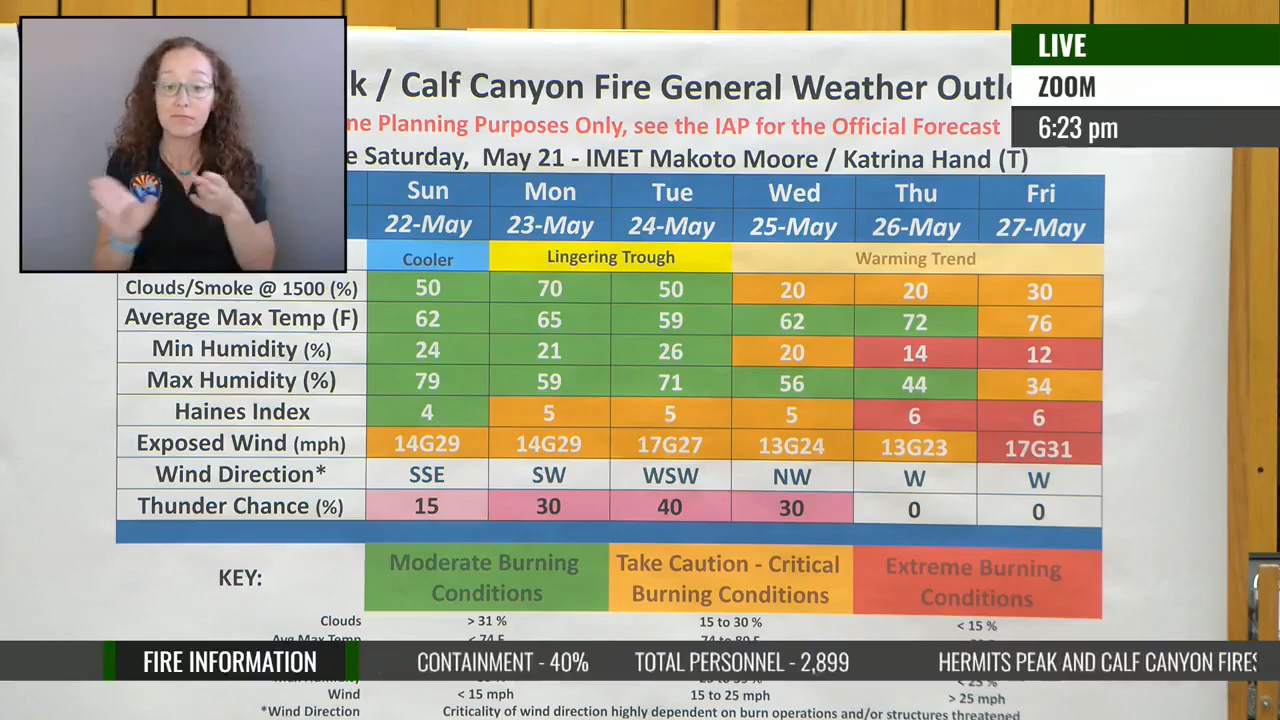 LIVE
ZOOM
6:23 pm
k / Calf Canyon Fire General Weather Outl
ne Planning Purposes Only, see the IAP for the Official Forecast
e Saturday, May 21 - IMET Makoto Moore / Katrina Hand (T)
Sun Mon Tue Wed Thu Fri
22-May 23-May 24-May 25-May 26-May 27-May
Cooler Lingering Trough Warming Trend
Clouds/Smoke @ 1500 (%) 50 70 50 20 20 30
Average Max Temp (F) 62 65 59 62 72 76
Min Humidity (%) 24 21 26 20 14 12
Max Humidity (%) 79 59 71 56 44 34
Haines Index 4 5 5 5 6 6
Exposed Wind (mph) 14G29 14G29 17G27 13G24 13G23 17G31
Wind Direction* SSE SW WSW NW W W
Thunder Chance (%) 15 30 40 30 0 0
KEY: Moderate Burning Conditions Take Caution - Critical Burning Conditions Extreme Burning Conditions
Clouds > 31 % 15 to 30 % < 15 %
FIRE INFORMATION CONTAINMENT - 40% TOTAL PERSONNEL - 2,899 HERMITS PEAK AND CALF CANYON FIRES
Wind < 15 mph 15 to 25 mph > 25 mph
*Wind Direction Criticality of wind direction highly dependent on burn operations and/or structures threatened